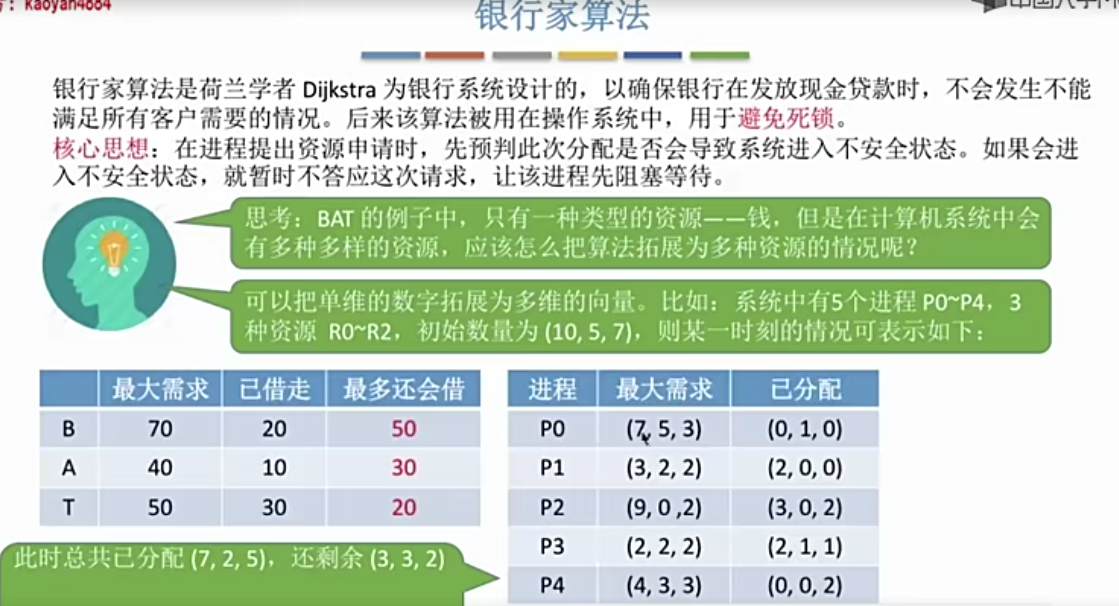 号：kaoyan4884
银行家算法
银行家算法是荷兰学者 Dijkstra 为银行系统设计的，以确保银行在发放现金贷款时，不会发生不能
满足所有客户需要的情况。后来该算法被用在操作系统中，用于避免死锁。
核心思想：在进程提出资源申请时，先预判此次分配是否会导致系统进入不安全状态。如果会进
入不安全状态，就暂时不答应这次请求，让该进程先阻塞等待。
思考：BAT 的例子中，只有一种类型的资源——钱，但是在计算机系统中会
有多种多样的资源，应该怎么把算法拓展为多种资源的情况呢？
可以把单维的数字拓展为多维的向量。比如：系统中有5个进程 P0~P4，3
种资源 R0~R2，初始数量为 (10, 5, 7)，则某一时刻的情况可表示如下：
最大需求 已借走 最多还会借
B 70 20 50
A 40 10 30
T 50 30 20
进程 最大需求 已分配
P0 (7, 5, 3) (0, 1, 0)
P1 (3, 2, 2) (2, 0, 0)
P2 (9, 0 ,2) (3, 0, 2)
P3 (2, 2, 2) (2, 1, 1)
P4 (4, 3, 3) (0, 0, 2)
此时总共已分配 (7, 2, 5)，还剩余 (3, 3, 2)